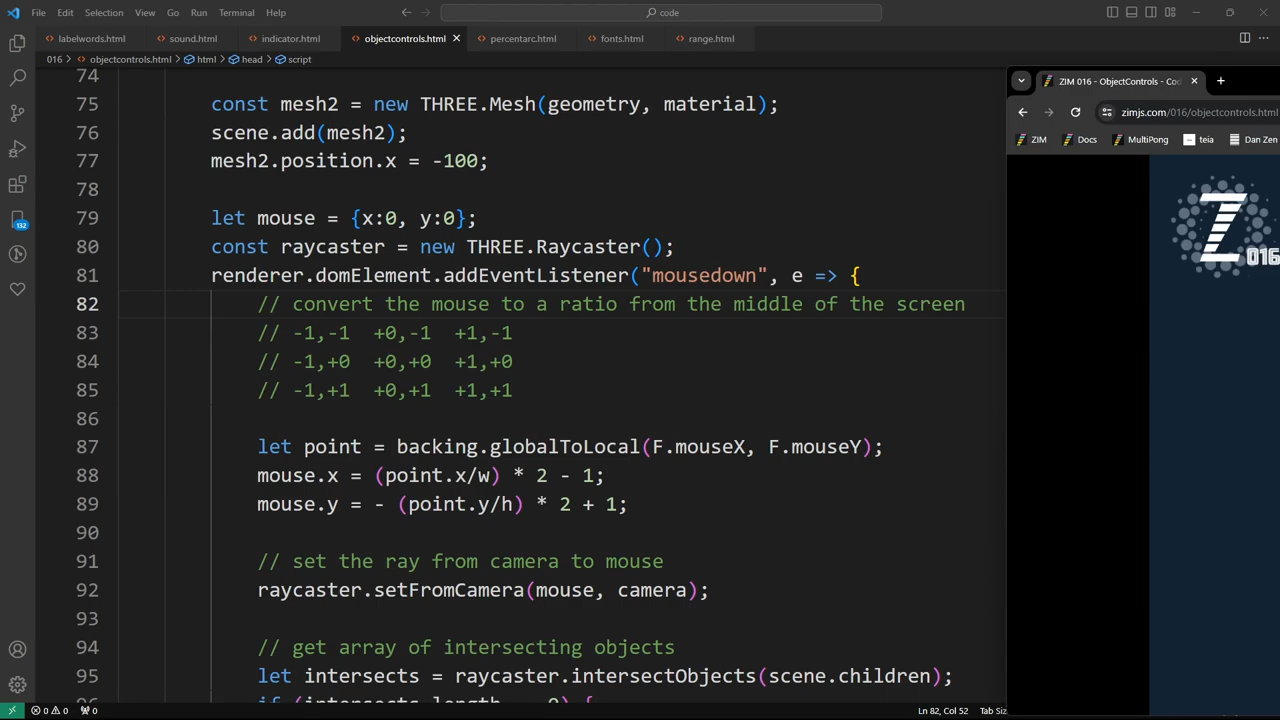 File Edit Selection View Go Run Terminal Help
code
labelwords.html sound.html indicator.html objectcontrols.html percentarc.html fonts.html range.html
016 > objectcontrols.html > html > head > script
74
75 const mesh2 = new THREE.Mesh(geometry, material);
76 scene.add(mesh2);
77 mesh2.position.x = -100;
78
79 let mouse = {x:0, y:0};
80 const raycaster = new THREE.Raycaster();
81 renderer.domElement.addEventListener("mousedown", e => {
82 // convert the mouse to a ratio from the middle of the screen
83 // -1,-1 +0,-1 +1,-1
84 // -1,+0 +0,+0 +1,+0
85 // -1,+1 +0,+1 +1,+1
86
87 let point = backing.globalToLocal(F.mouseX, F.mouseY);
88 mouse.x = (point.x/w) * 2 - 1;
89 mouse.y = - (point.y/h) * 2 + 1;
90
91 // set the ray from camera to mouse
92 raycaster.setFromCamera(mouse, camera);
93
94 // get array of intersecting objects
95 let intersects = raycaster.intersectObjects(scene.children);
132
0 0 0
Ln 82, Col 52 Tab Siz
ZIM 016 - ObjectControls - Cod
zimjs.com/016/objectcontrols.html
ZIM Docs MultiPong teia Dan Zen
Z
016